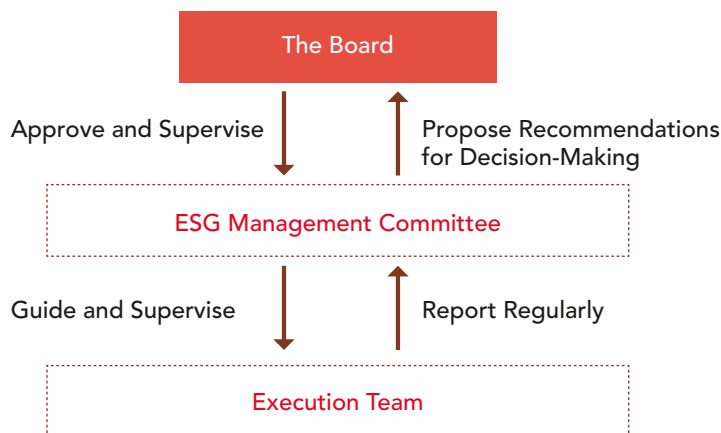 The Board
Approve and Supervise
Propose Recommendations
for Decision-Making
ESG Management Committee
Guide and Supervise
Report Regularly
Execution Team